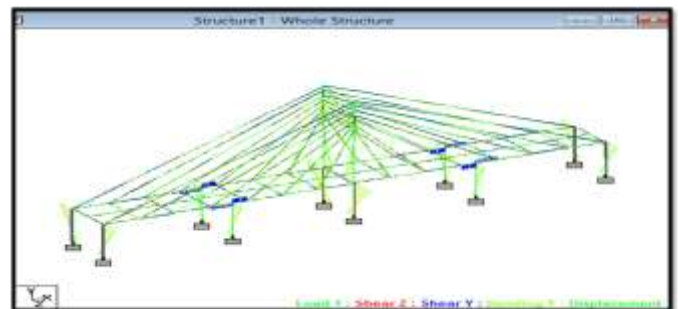 Structure1 - Whole Structure
Y
X
Load 1 : Shear Z : Shear Y : Bending Y : Displacement